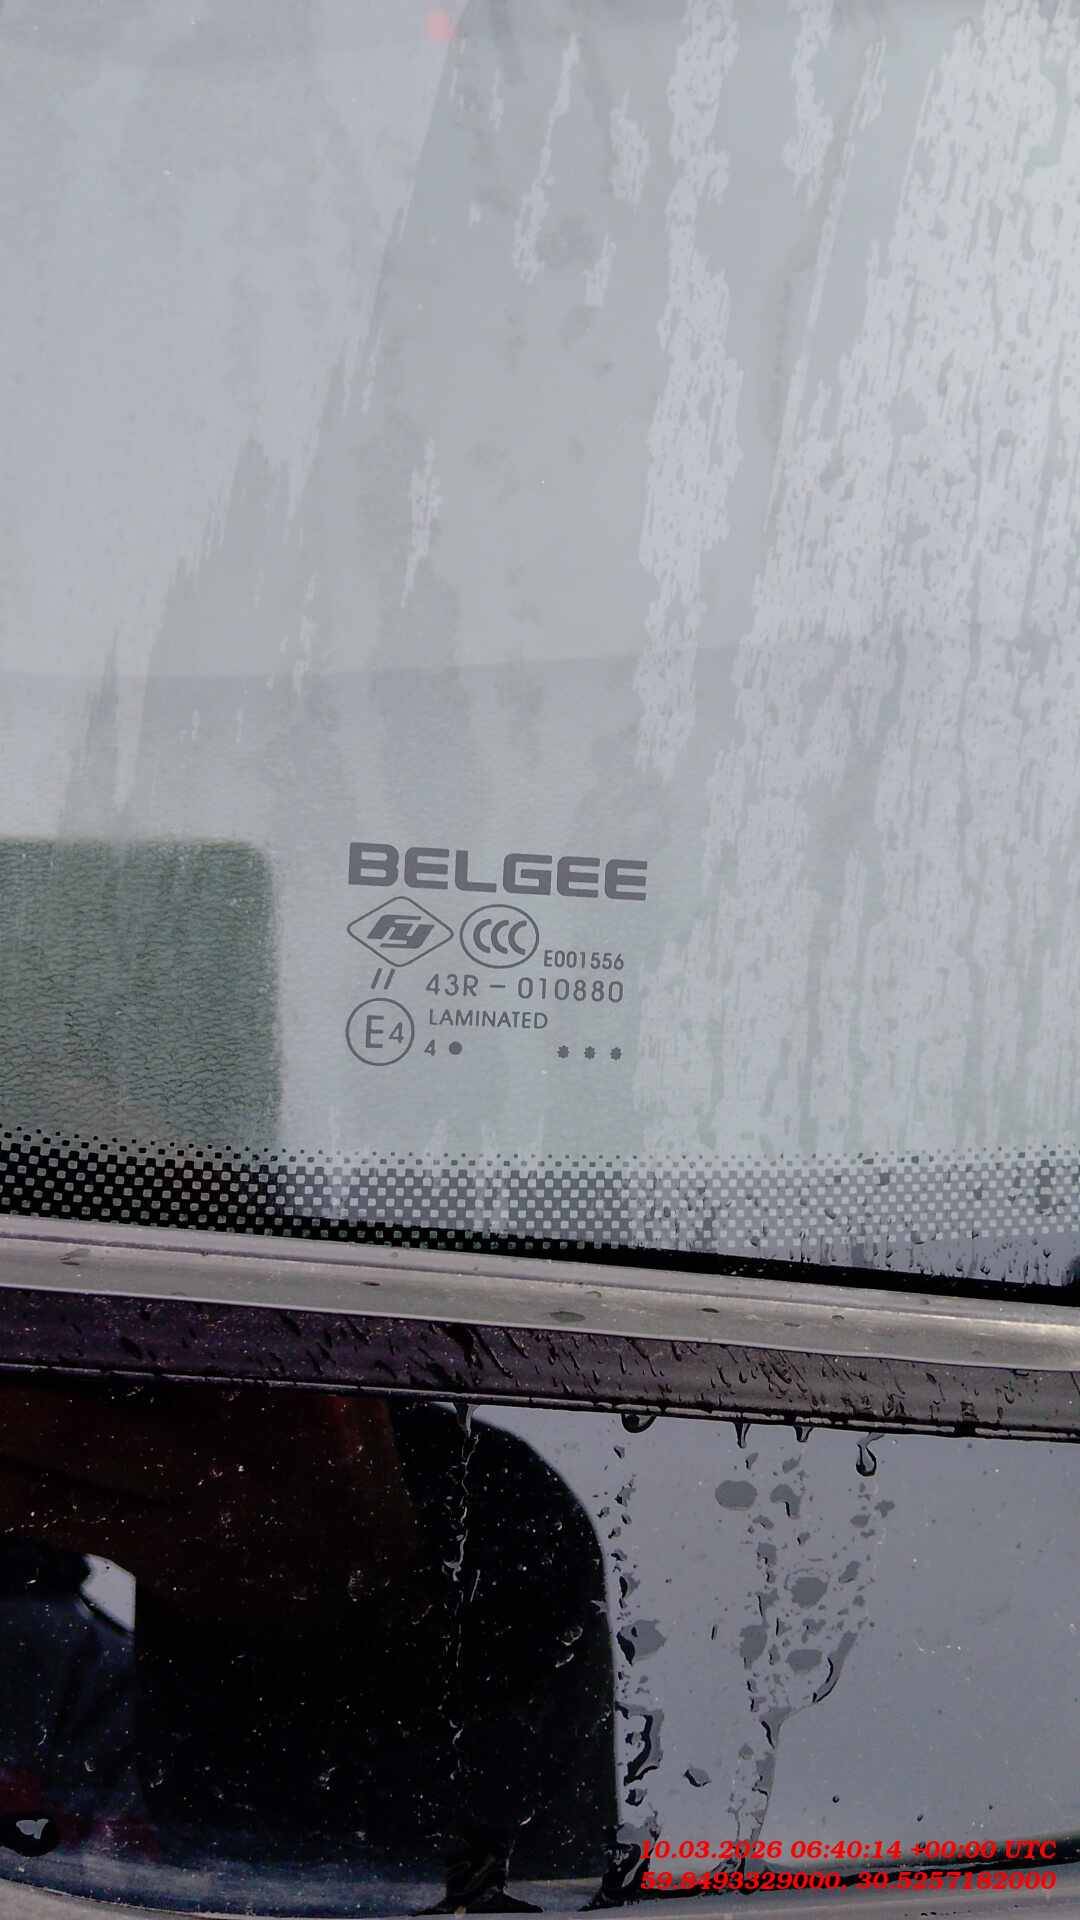 BELGEE
FY CCC E001556
// 43R - 010880
E4 LAMINATED
4 ● * * *
10.03.2026 06:40:14 +00:00 UTC
59.8493329000, 30.5257182000